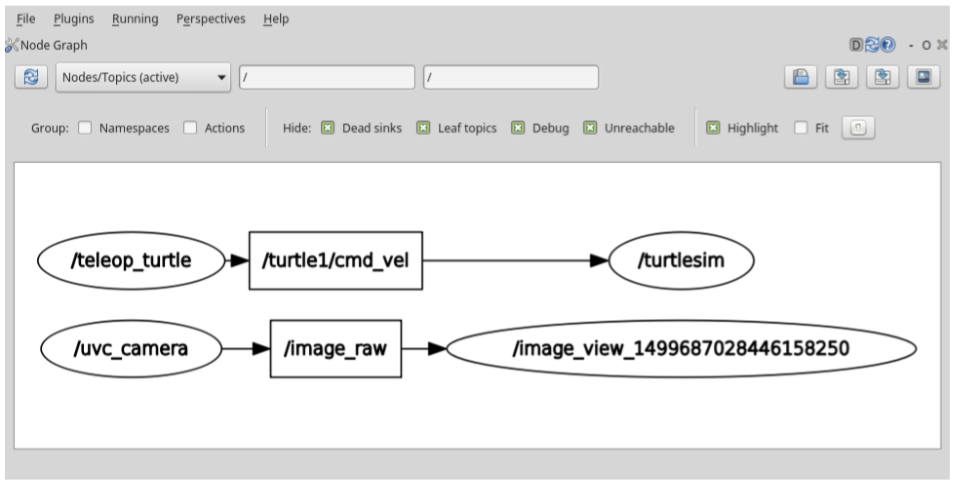 File Plugins Running Perspectives Help
Node Graph D ? - O
Nodes/Topics (active) / /
Group: Namespaces Actions Hide: Dead sinks Leaf topics Debug Unreachable Highlight Fit
/teleop_turtle /turtle1/cmd_vel /turtlesim
/uvc_camera /image_raw /image_view_1499687028446158250